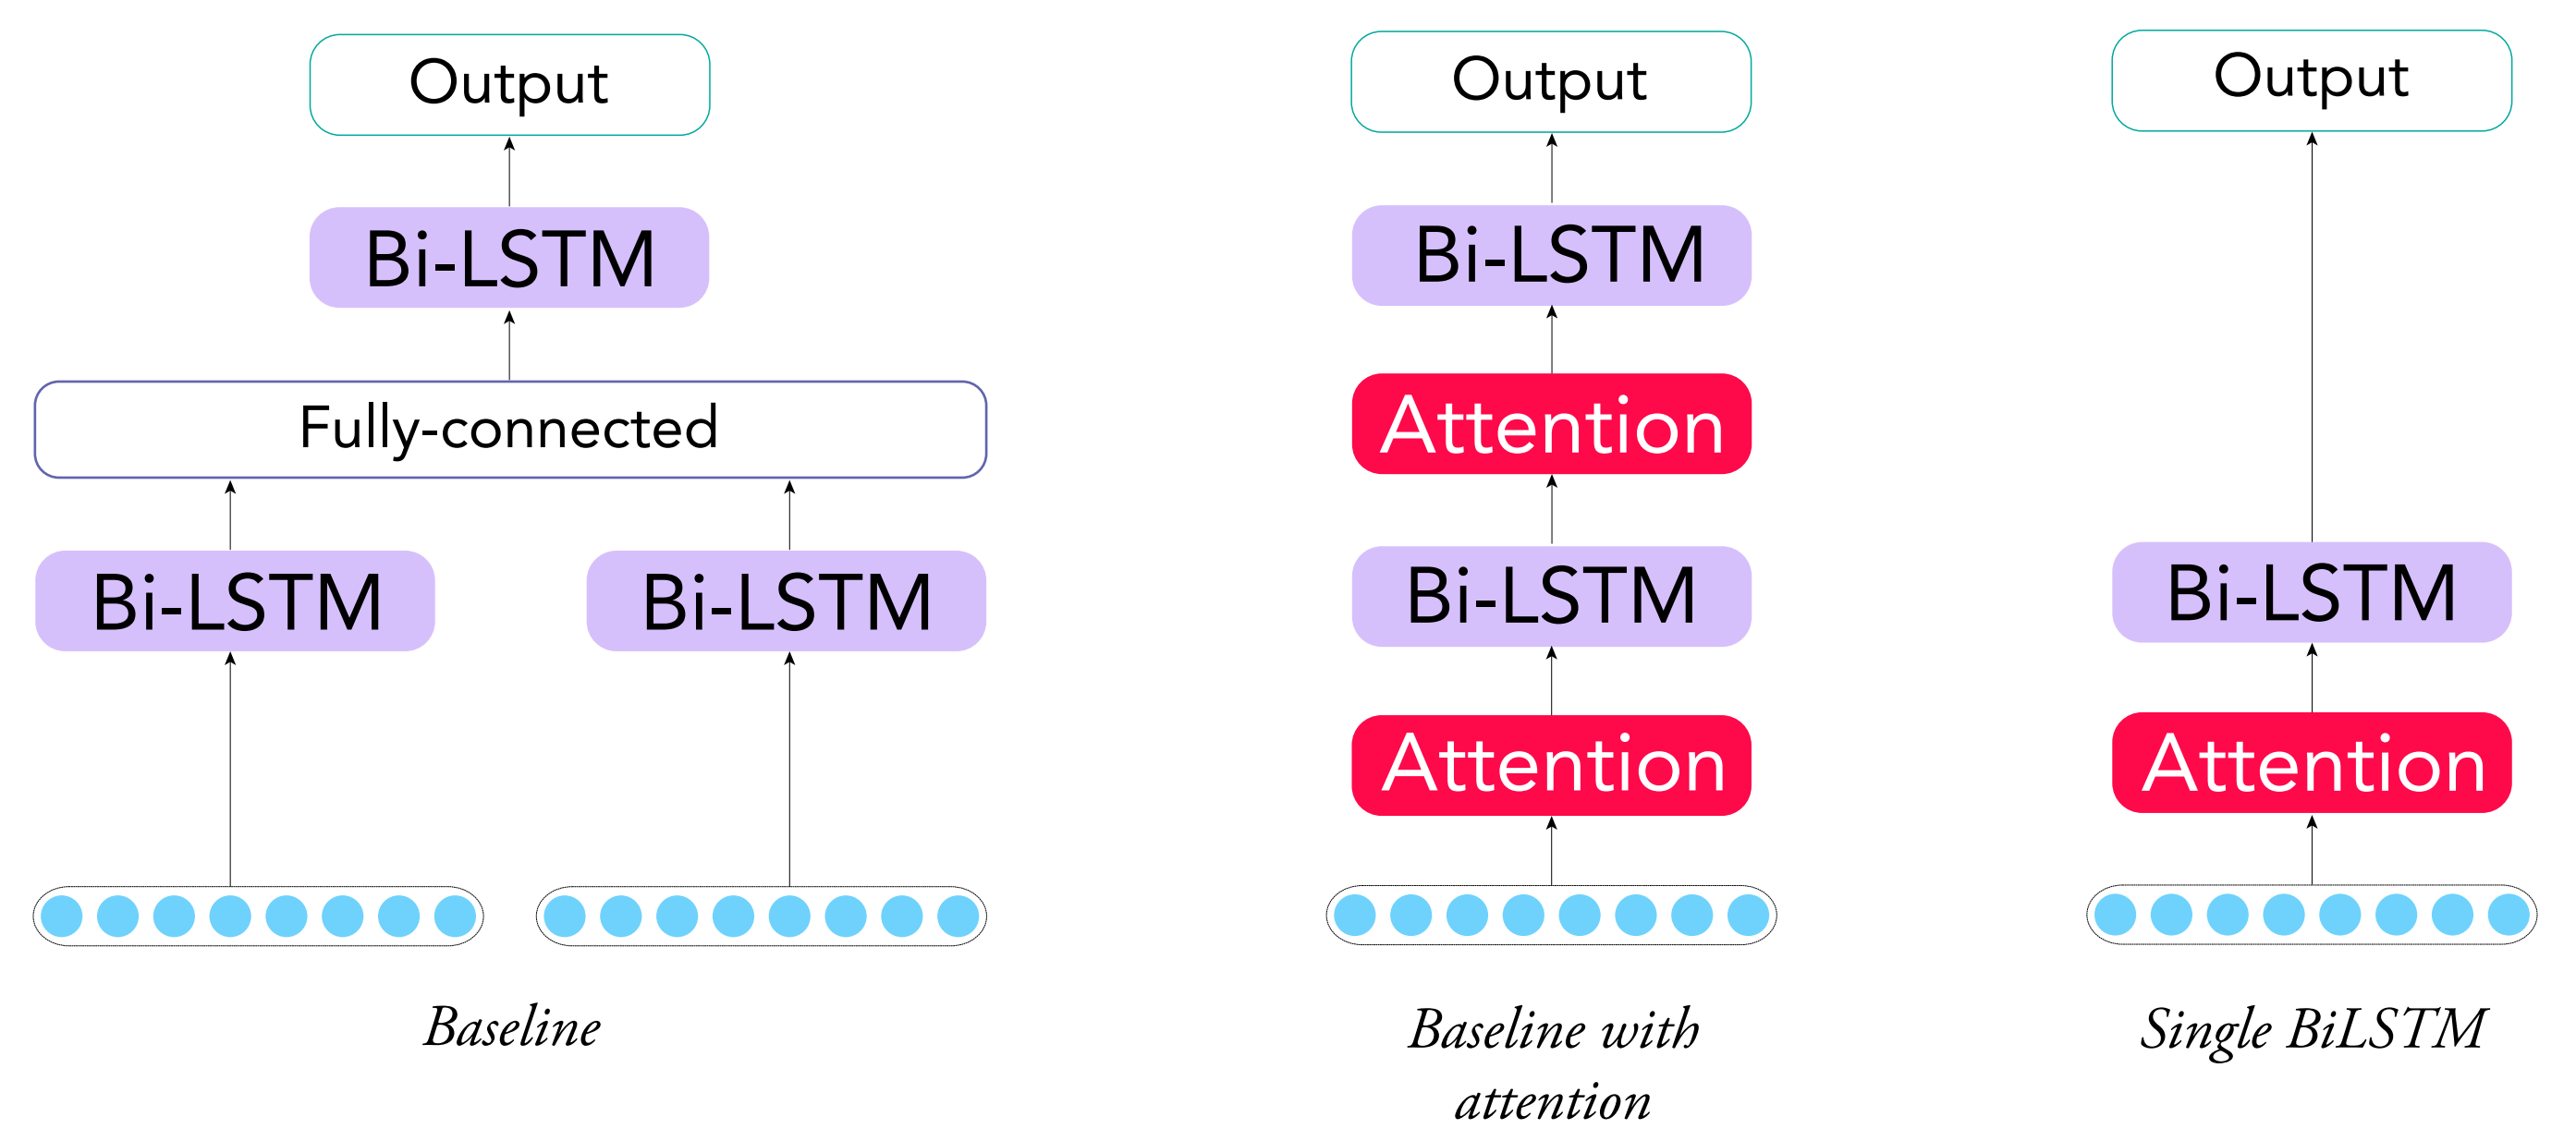 Output
Bi-LSTM
Fully-connected
Bi-LSTM
Bi-LSTM
Baseline
Output
Bi-LSTM
Attention
Bi-LSTM
Attention
Baseline with
attention
Output
Bi-LSTM
Attention
Single BiLSTM